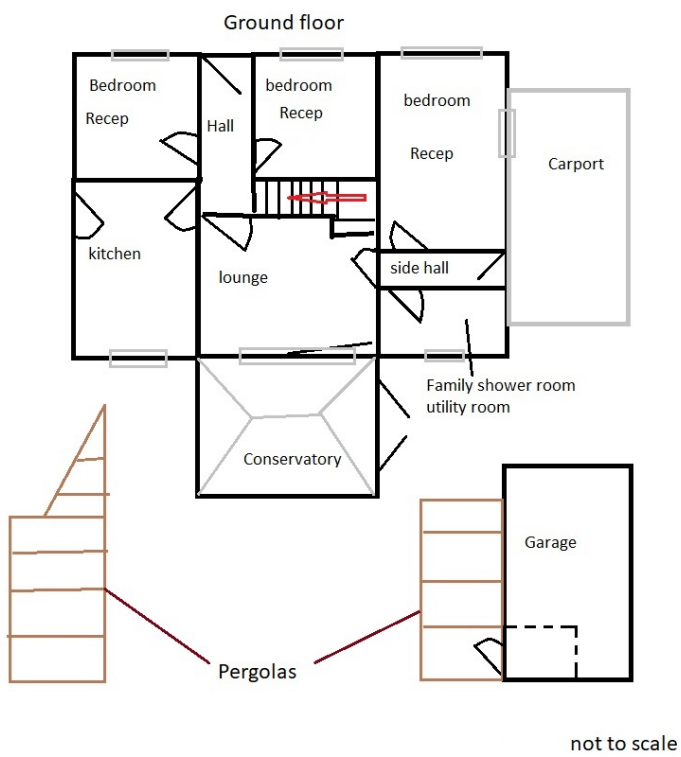 Ground floor
Bedroom
Recep
Hall
bedroom
Recep
bedroom
Recep
Carport
kitchen
lounge
side hall
Family shower room
utility room
Conservatory
Garage
Pergolas
not to scale